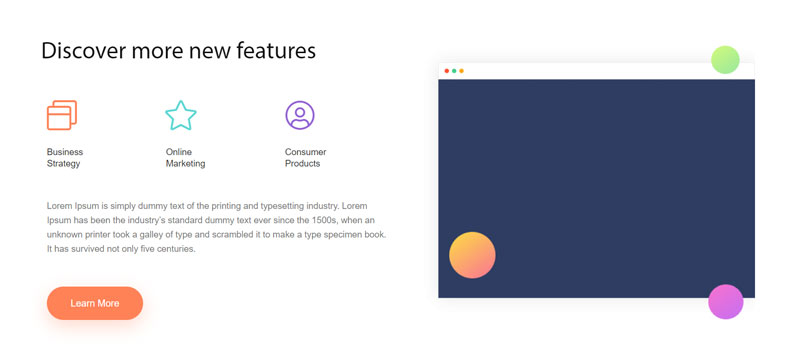 Discover more new features
Business
Strategy
Online
Marketing
Consumer
Products
Lorem Ipsum is simply dummy text of the printing and typesetting industry. Lorem
Ipsum has been the industry's standard dummy text ever since the 1500s, when an
unknown printer took a galley of type and scrambled it to make a type specimen book.
It has survived not only five centuries.
Learn More